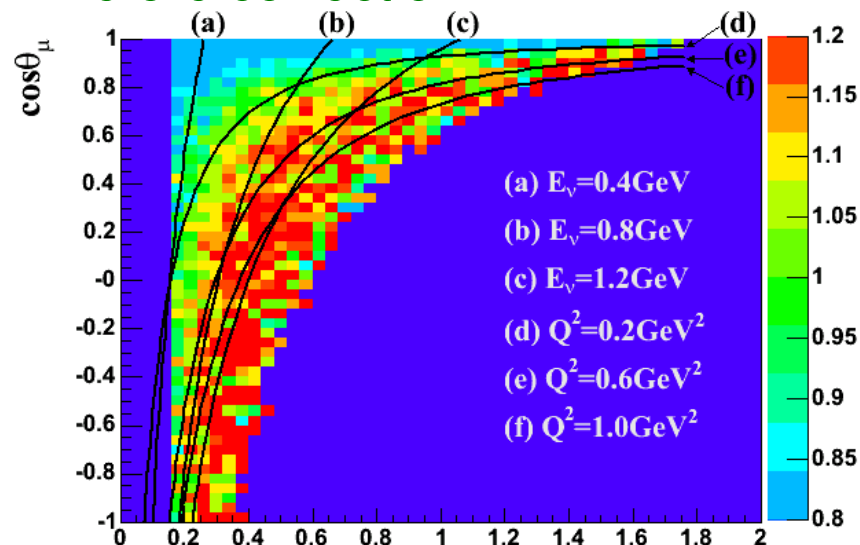 (a) (b) (c) (d)
(e)
(f)
cosθμ
1
0.8
0.6
0.4
0.2
-0
-0.2
-0.4
-0.6
-0.8
-1
0 0.2 0.4 0.6 0.8 1 1.2 1.4 1.6 1.8 2
(a) Eν=0.4GeV
(b) Eν=0.8GeV
(c) Eν=1.2GeV
(d) Q²=0.2GeV²
(e) Q²=0.6GeV²
(f) Q²=1.0GeV²
1.2
1.15
1.1
1.05
1
0.95
0.9
0.85
0.8